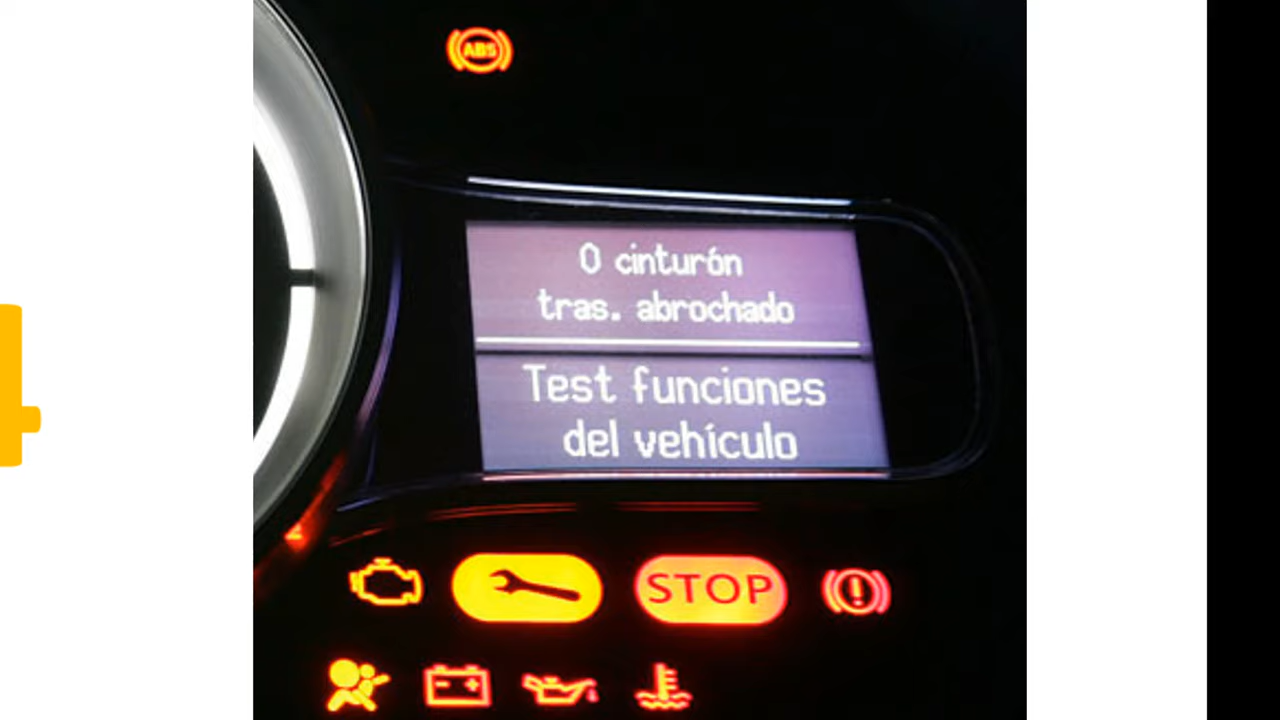 ABS
0 cinturón
tras. abrochado
Test funciones
del vehículo
STOP